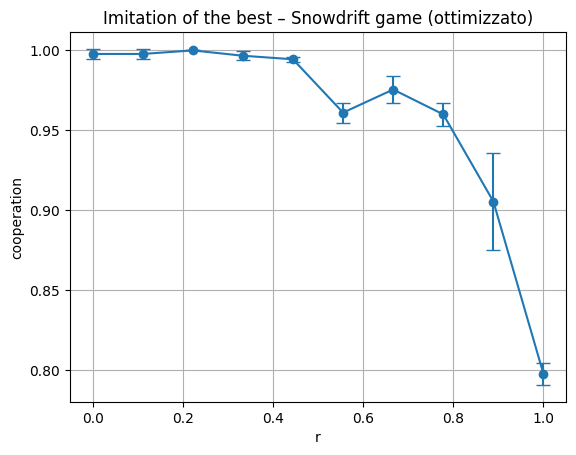 Imitation of the best – Snowdrift game (ottimizzato)
1.00
0.95
0.90
0.85
0.80
cooperation
0.0 0.2 0.4 0.6 0.8 1.0
r